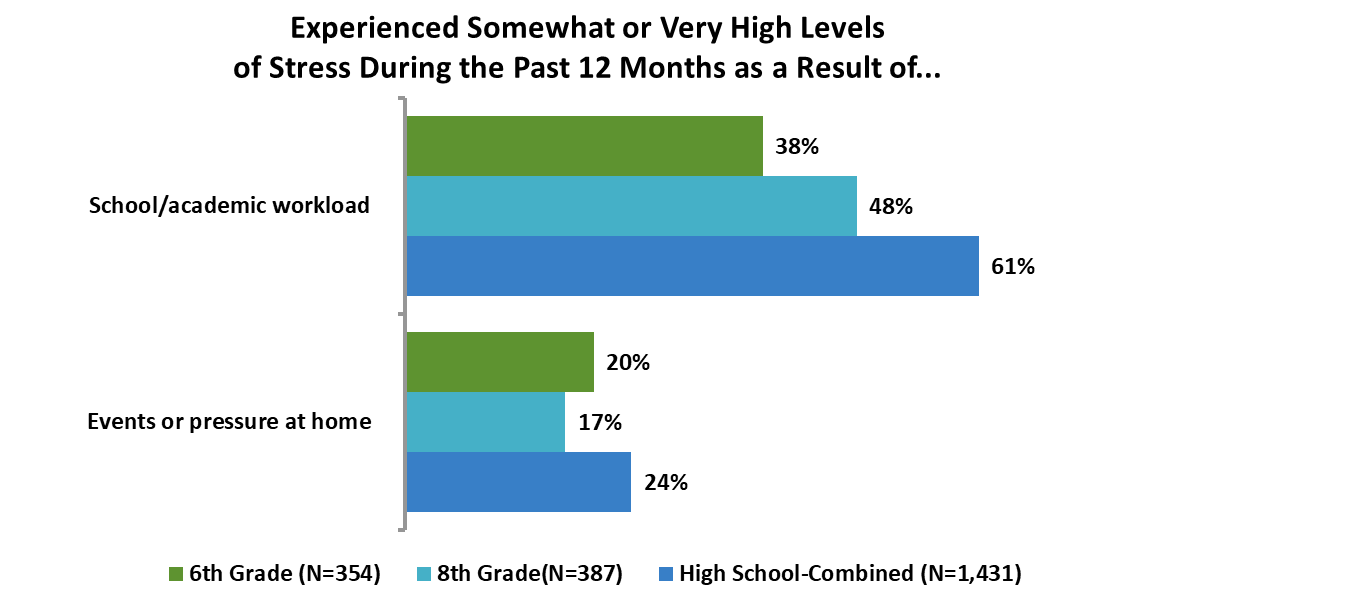 Experienced Somewhat or Very High Levels
of Stress During the Past 12 Months as a Result of...
School/academic workload
38%
48%
61%
Events or pressure at home
20%
17%
24%
6th Grade (N=354)
8th Grade(N=387)
High School-Combined (N=1,431)